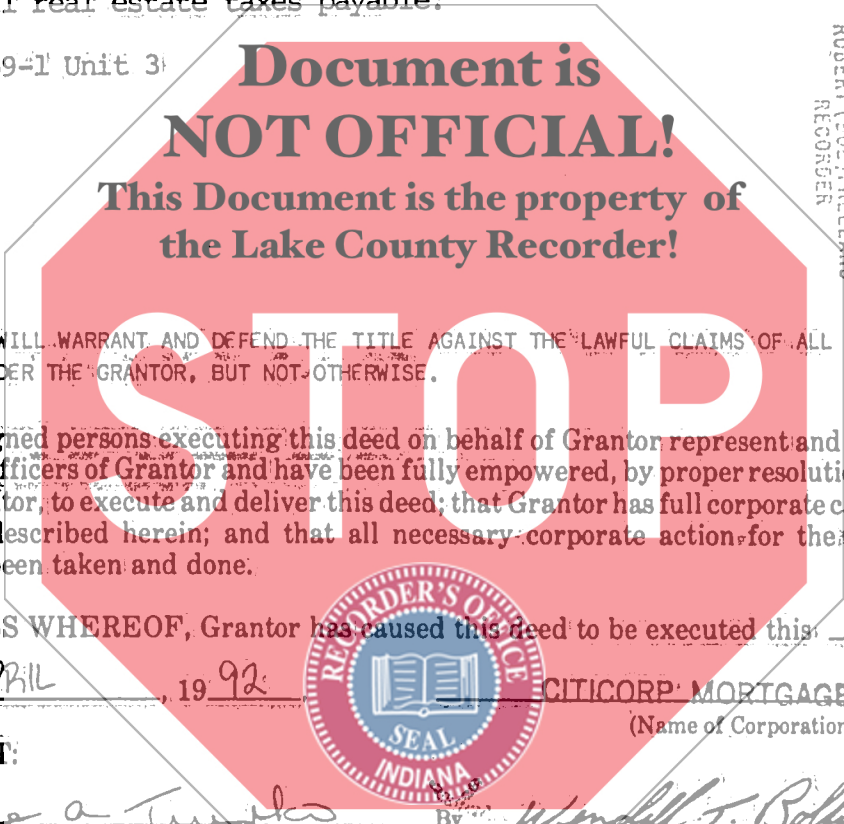 l real estate taxes payable.
9-1 Unit 3
Document is
NOT OFFICIAL!
This Document is the property of
the Lake County Recorder!
RECORDER
STOP
WILL WARRANT AND DEFEND THE TITLE AGAINST THE LAWFUL CLAIMS OF ALL
DER THE GRANTOR, BUT NOT OTHERWISE.
ned persons executing this deed on behalf of Grantor represent and
fficers of Grantor and have been fully empowered, by proper resoluti
tor, to execute and deliver this deed; that Grantor has full corporate c
escribed herein; and that all necessary corporate action for the
een taken and done.
S WHEREOF, Grantor has caused this deed to be executed this
RIL, 19 92
CITICORP MORTGAGE
(Name of Corporation
RECORDER'S OFFICE
SEAL
INDIANA
T:
By Wendell T.